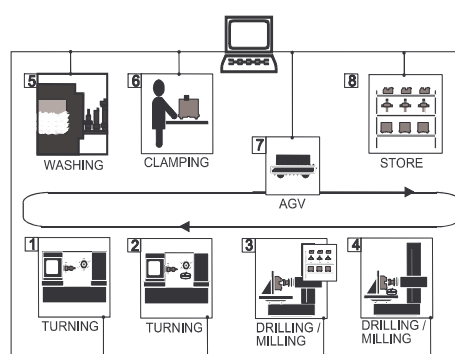 5
WASHING
6
CLAMPING
7
AGV
8
STORE
1
TURNING
2
TURNING
3
DRILLING /
MILLING
4
DRILLING /
MILLING